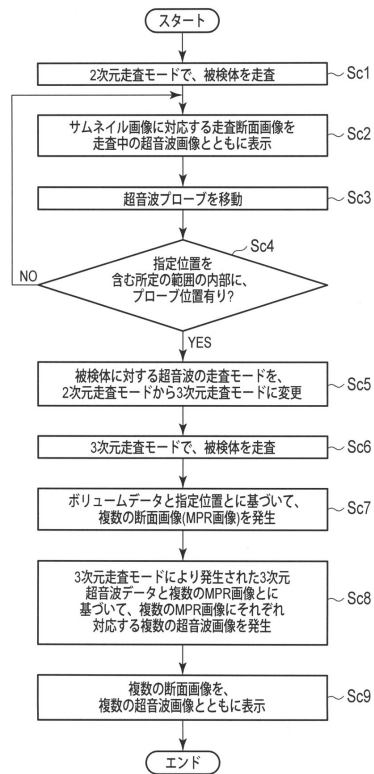 スタート
2次元走査モードで、被検体を走査
Sc1
サムネイル画像に対応する走査断面画像を
走査中の超音波画像とともに表示
Sc2
超音波プローブを移動
Sc3
Sc4
指定位置を
含む所定の範囲の内部に、
プローブ位置有り?
NO
YES
被検体に対する超音波の走査モードを、
2次元走査モードから3次元走査モードに変更
Sc5
3次元走査モードで、被検体を走査
Sc6
ボリュームデータと指定位置とに基づいて、
複数の断面画像(MPR画像)を発生
Sc7
3次元走査モードにより発生された3次元
超音波データと複数のMPR画像とに
基づいて、複数のMPR画像にそれぞれ
対応する複数の超音波画像を発生
Sc8
複数の断面画像を、
複数の超音波画像とともに表示
Sc9
エンド